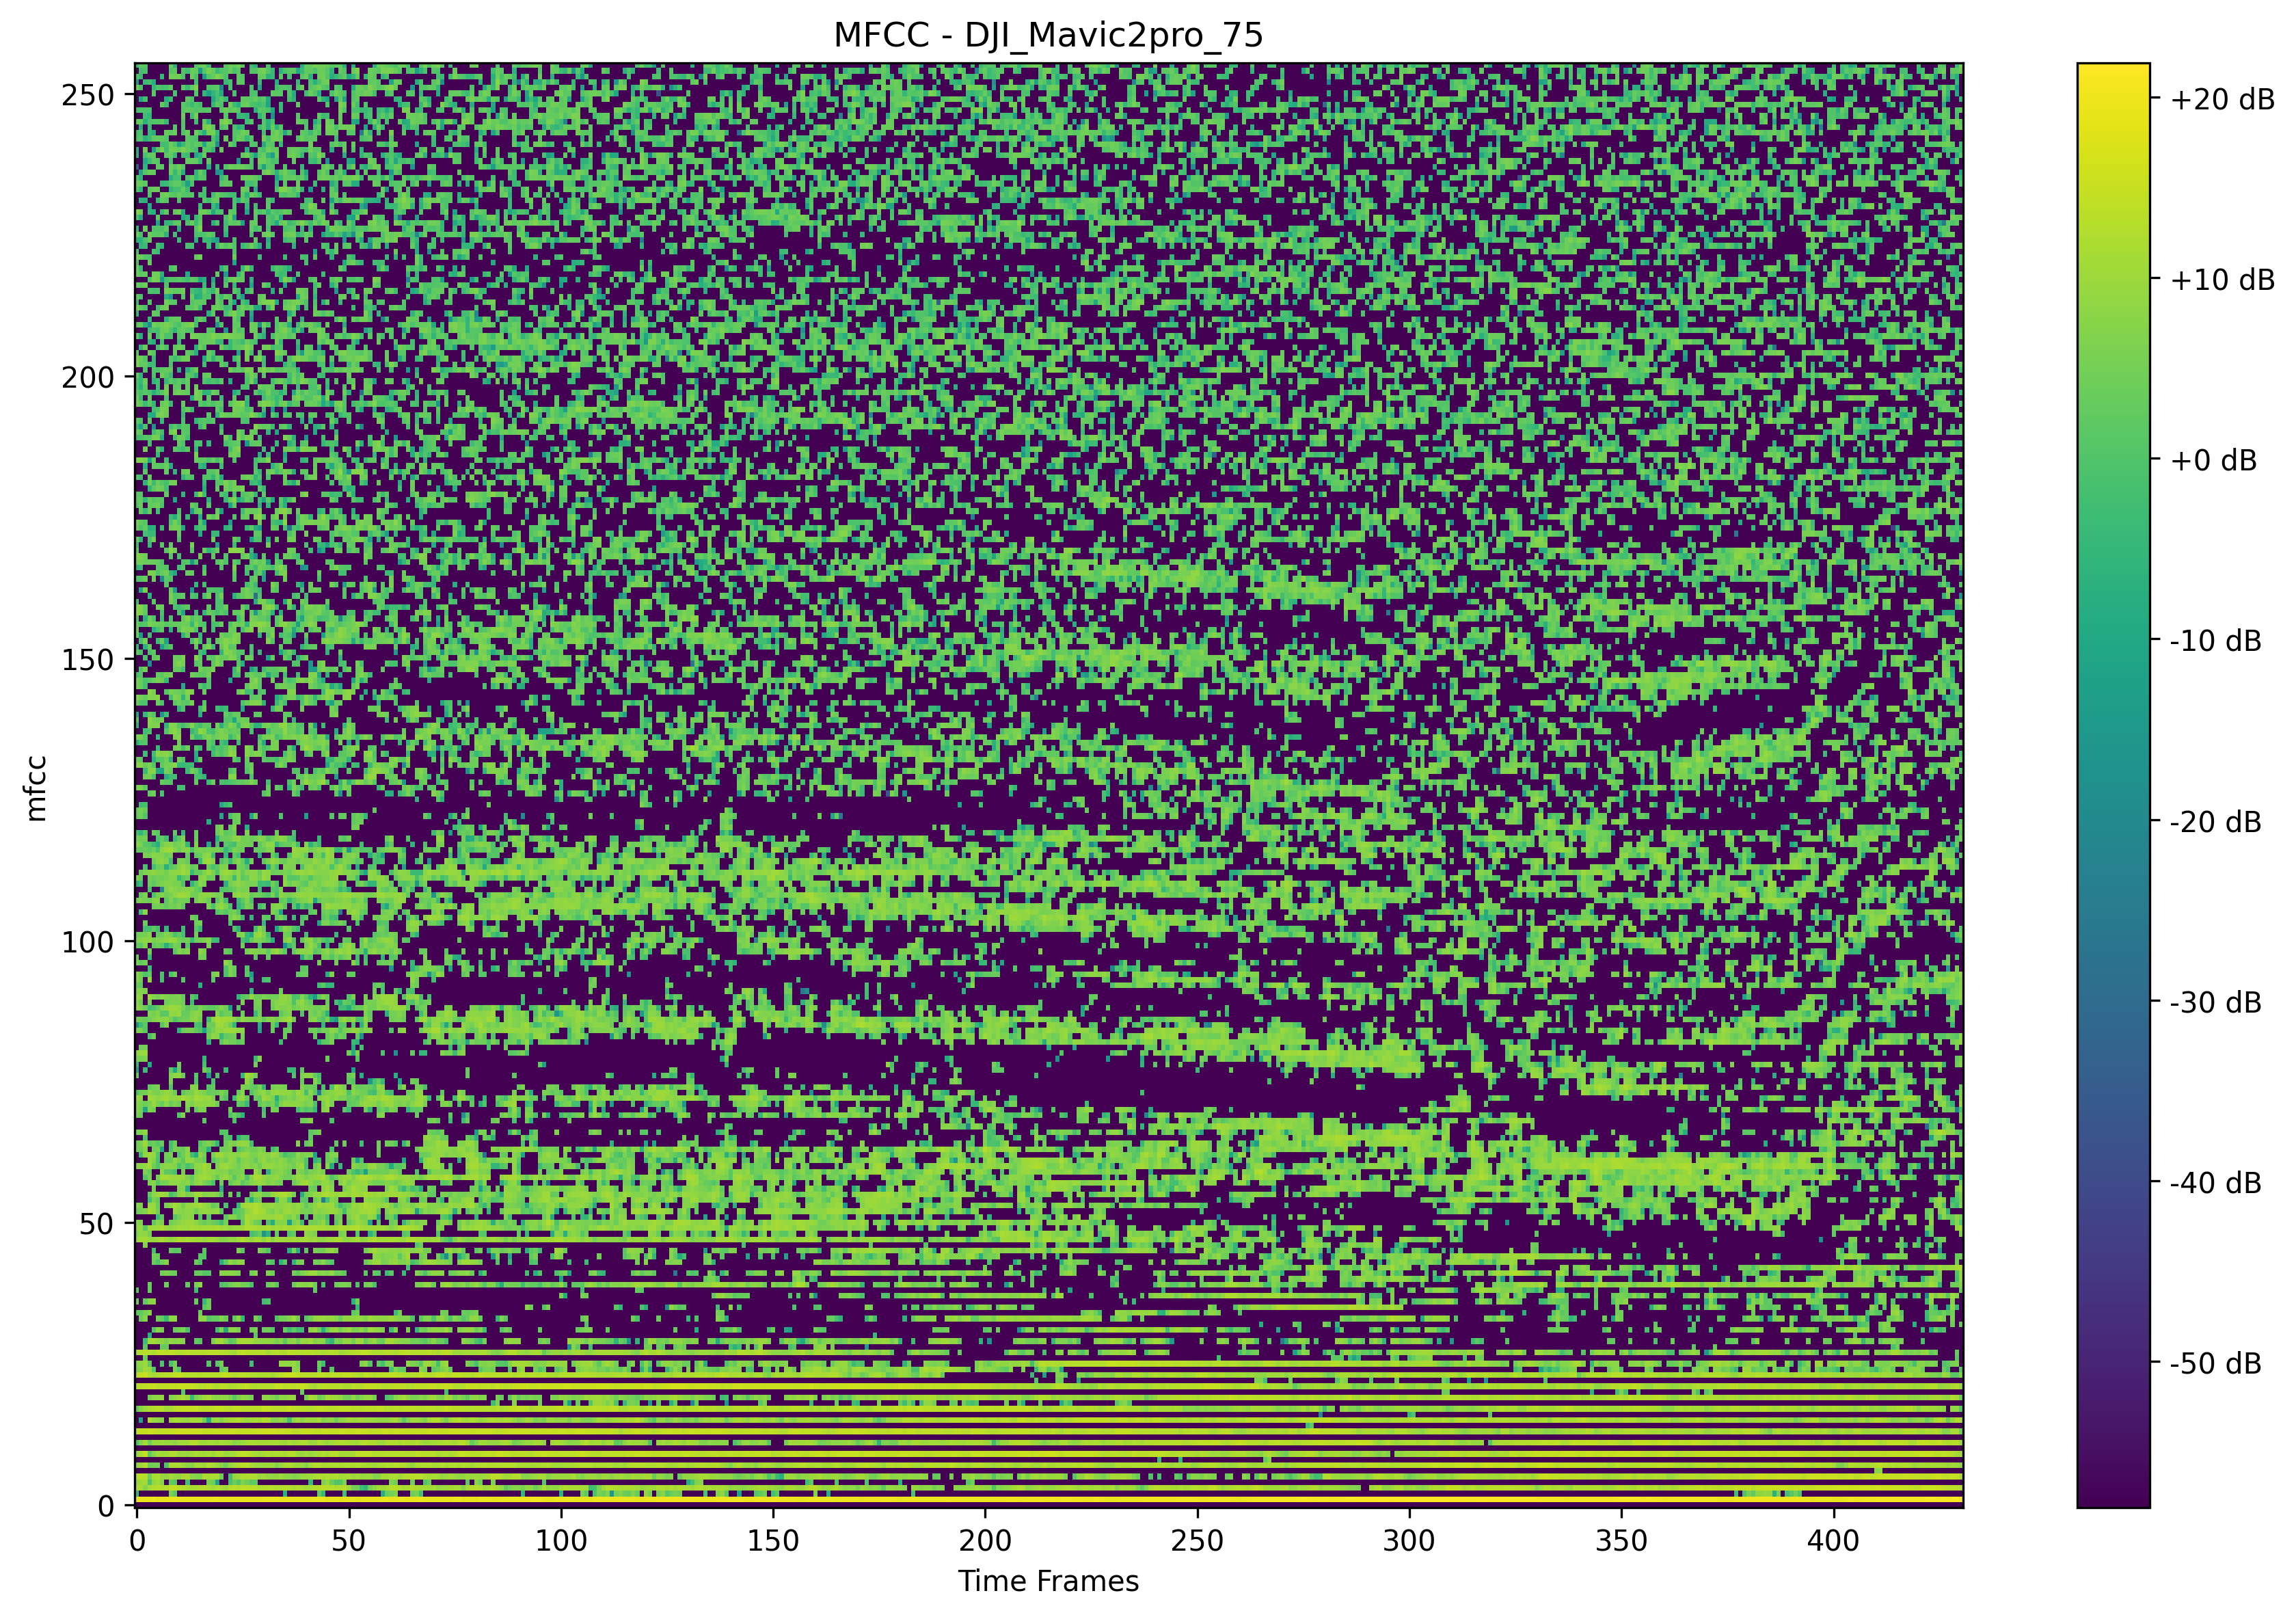 MFCC - DJI_Mavic2pro_75
250
200
150
100
50
0
mfcc
0 50 100 150 200 250 300 350 400
Time Frames
+20 dB
+10 dB
+0 dB
-10 dB
-20 dB
-30 dB
-40 dB
-50 dB